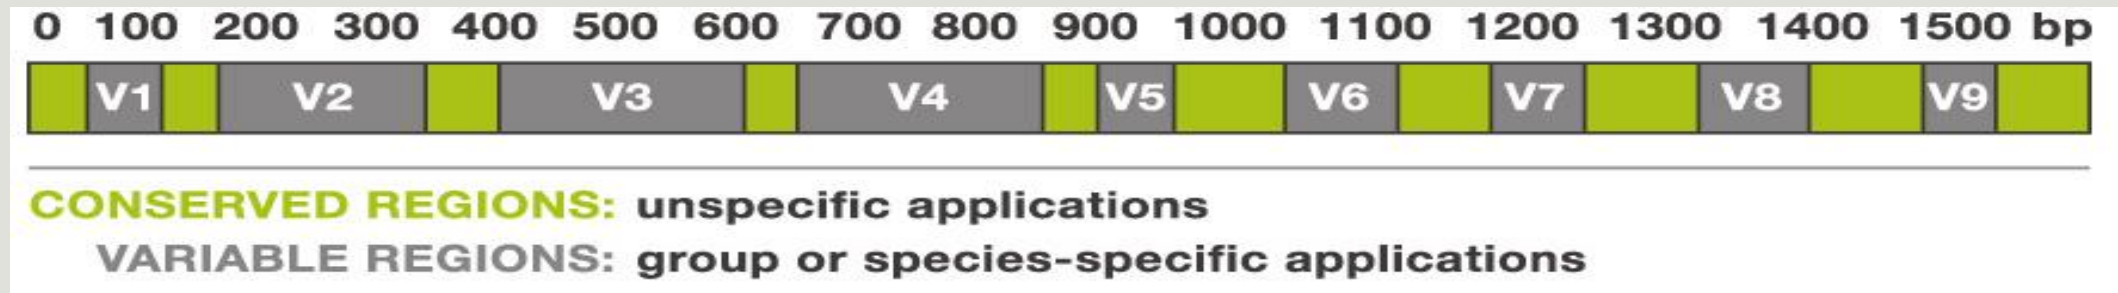 0 100 200 300 400 500 600 700 800 900 1000 1100 1200 1300 1400 1500 bp
V1 V2 V3 V4 V5 V6 V7 V8 V9
CONSERVED REGIONS: unspecific applications
VARIABLE REGIONS: group or species-specific applications